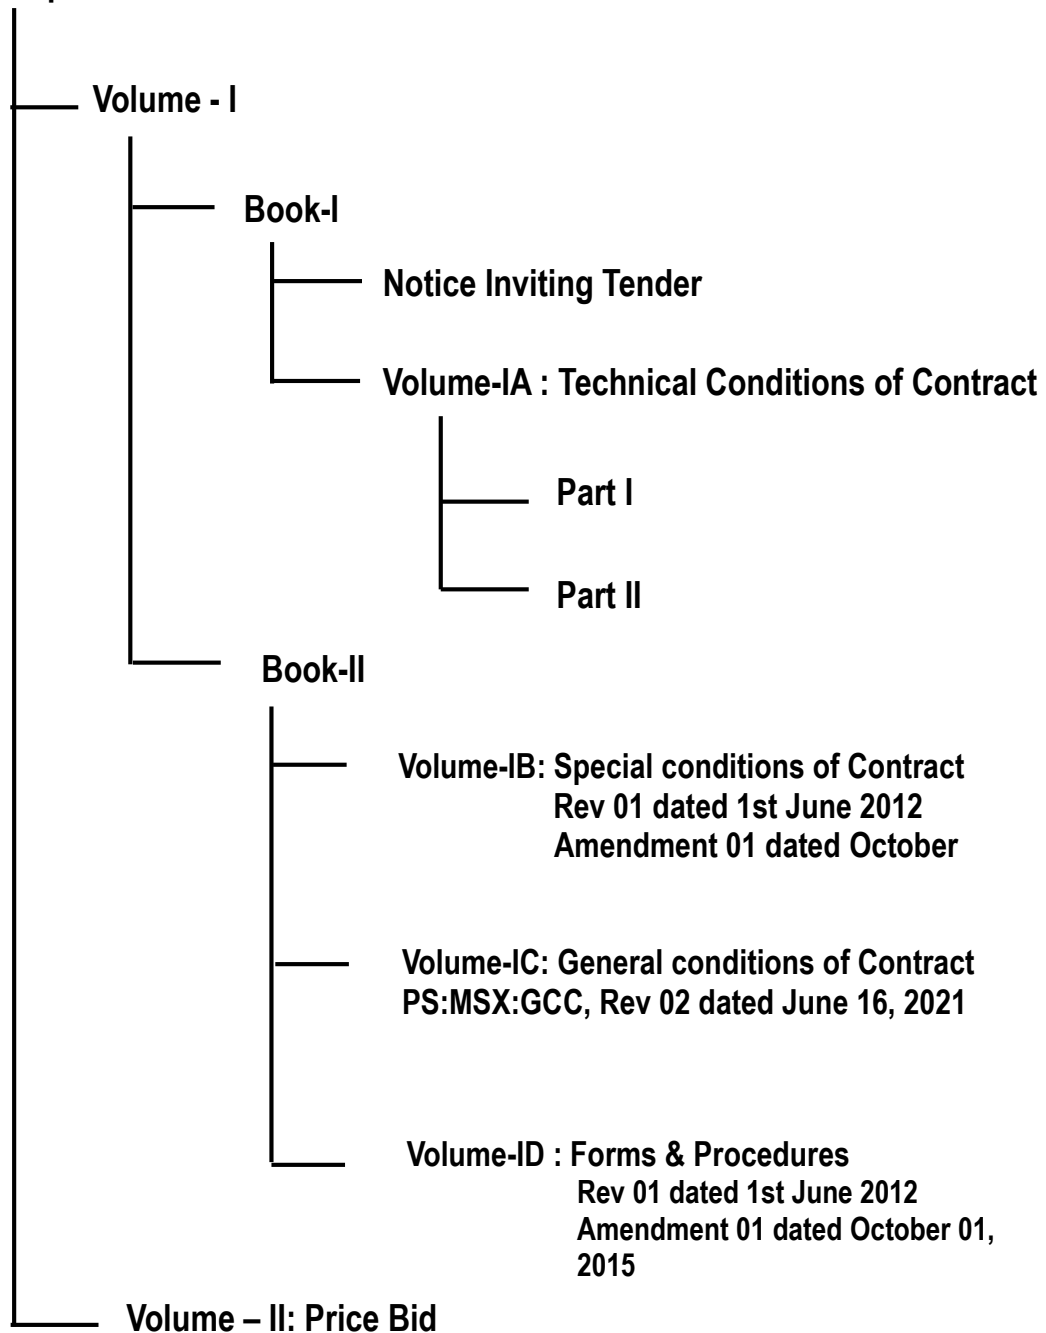 Volume - I
Book-I
Notice Inviting Tender
Volume-IA : Technical Conditions of Contract
Part I
Part II
Book-II
Volume-IB: Special conditions of Contract
Rev 01 dated 1st June 2012
Amendment 01 dated October
Volume-IC: General conditions of Contract
PS:MSX:GCC, Rev 02 dated June 16, 2021
Volume-ID : Forms & Procedures
Rev 01 dated 1st June 2012
Amendment 01 dated October 01,
2015
Volume – II: Price Bid